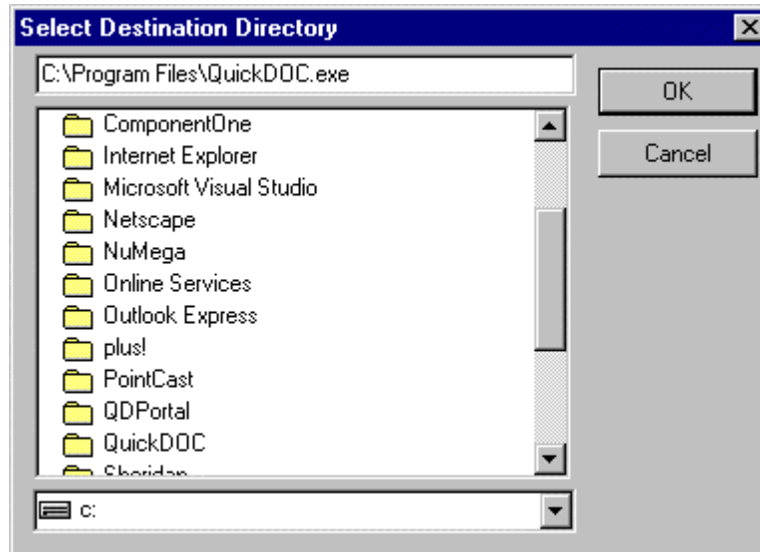 Select Destination Directory
C:\Program Files\QuickDOC.exe
OK
Cancel
ComponentOne
Internet Explorer
Microsoft Visual Studio
Netscape
NuMega
Online Services
Outlook Express
plus!
PointCast
QDPortal
QuickDOC
Sheridan
c: